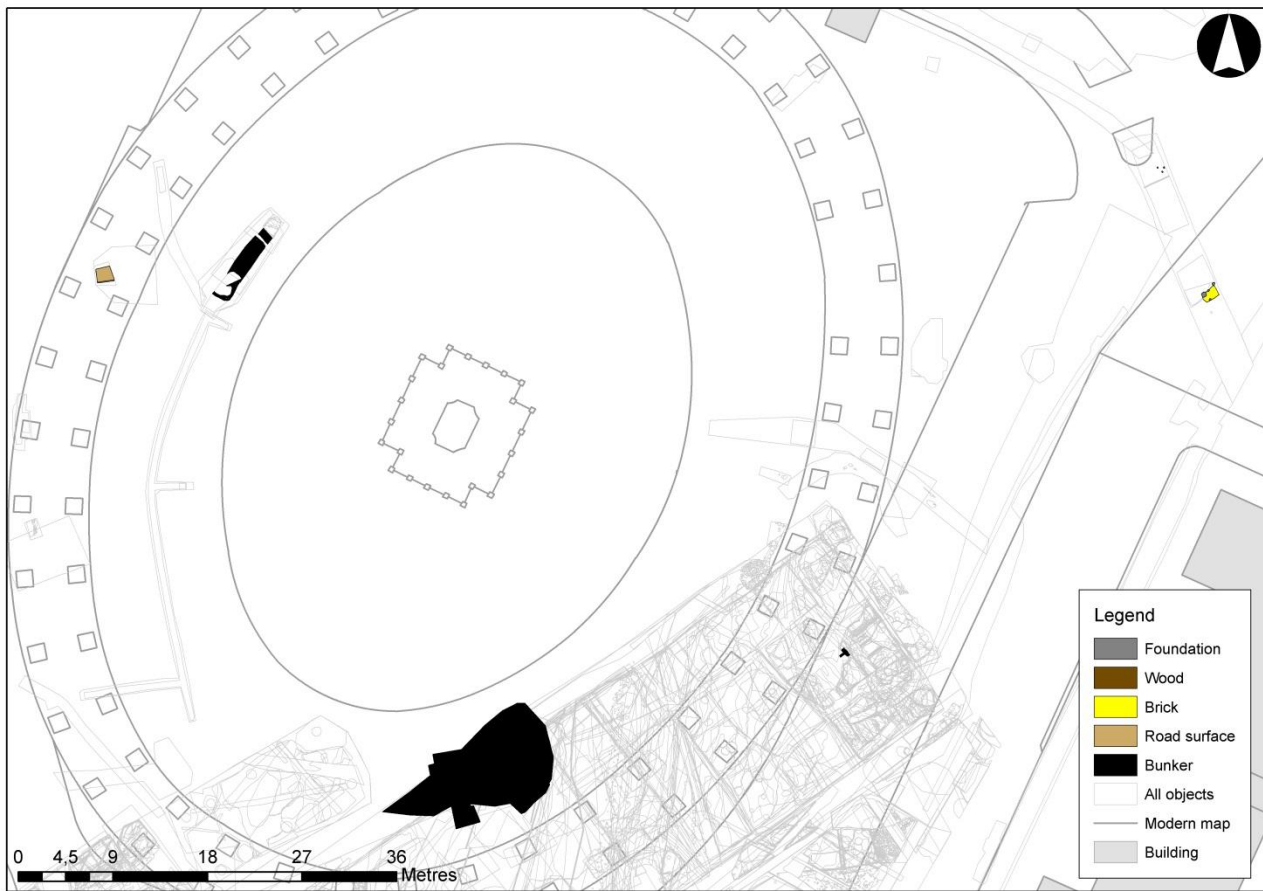 Legend
Foundation
Wood
Brick
Road surface
Bunker
All objects
Modern map
Building
0 4,5 9 18 27 36
Metres